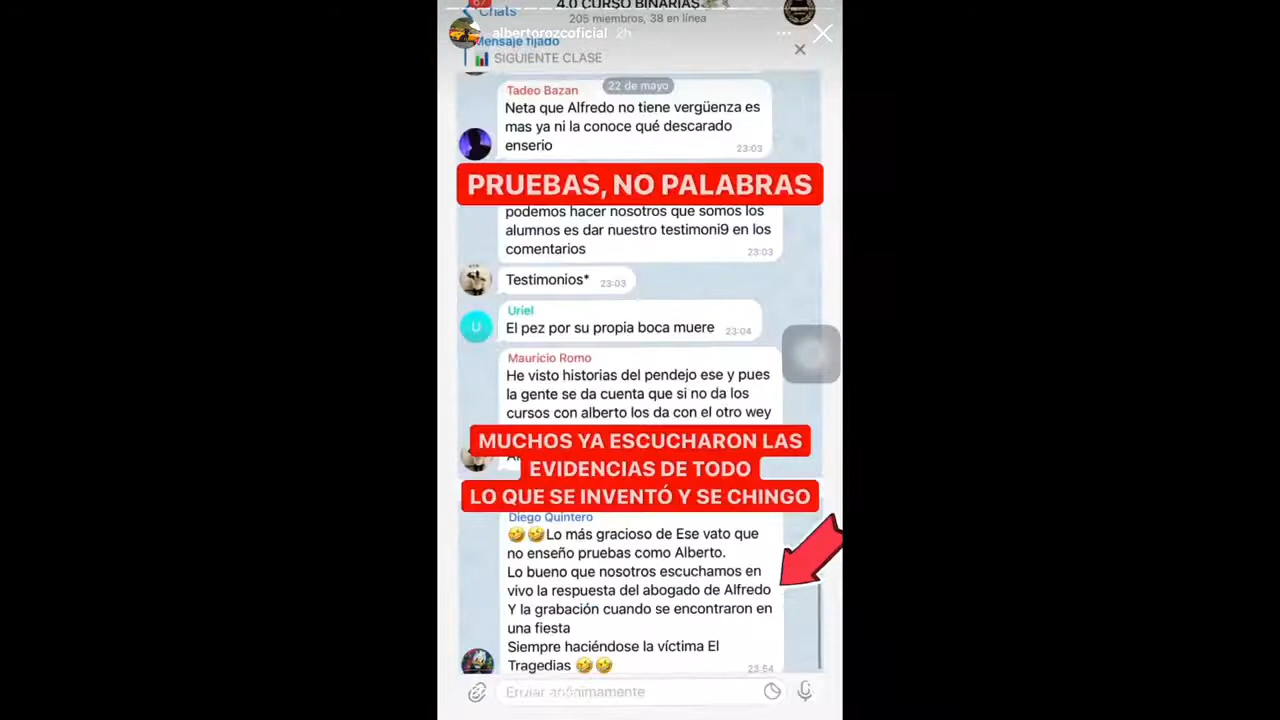 Chats
4.0 CURSO BINARIAS
205 miembros, 38 en línea
albertorozcoficial 2h
Mensaje fijado
SIGUIENTE CLASE
22 de mayo
Tadeo Bazan
Neta que Alfredo no tiene vergüenza es
mas ya ni la conoce qué descarado
enserio
23:03
PRUEBAS, NO PALABRAS
podemos hacer nosotros que somos los
alumnos es dar nuestro testimoni9 en los
comentarios
23:03
Testimonios* 23:03
Uriel
U
El pez por su propia boca muere 23:04
Mauricio Romo
He visto historias del pendejo ese y pues
la gente se da cuenta que si no da los
cursos con alberto los da con el otro wey
MUCHOS YA ESCUCHARON LAS
EVIDENCIAS DE TODO
LO QUE SE INVENTÓ Y SE CHINGO
Diego Quintero
🤣🤣Lo más gracioso de Ese vato que
no enseño pruebas como Alberto.
Lo bueno que nosotros escuchamos en
vivo la respuesta del abogado de Alfredo
Y la grabación cuando se encontraron en
una fiesta
Siempre haciéndose la víctima El
Tragedias 🤣🤣
23:54
Enviar anónimamente